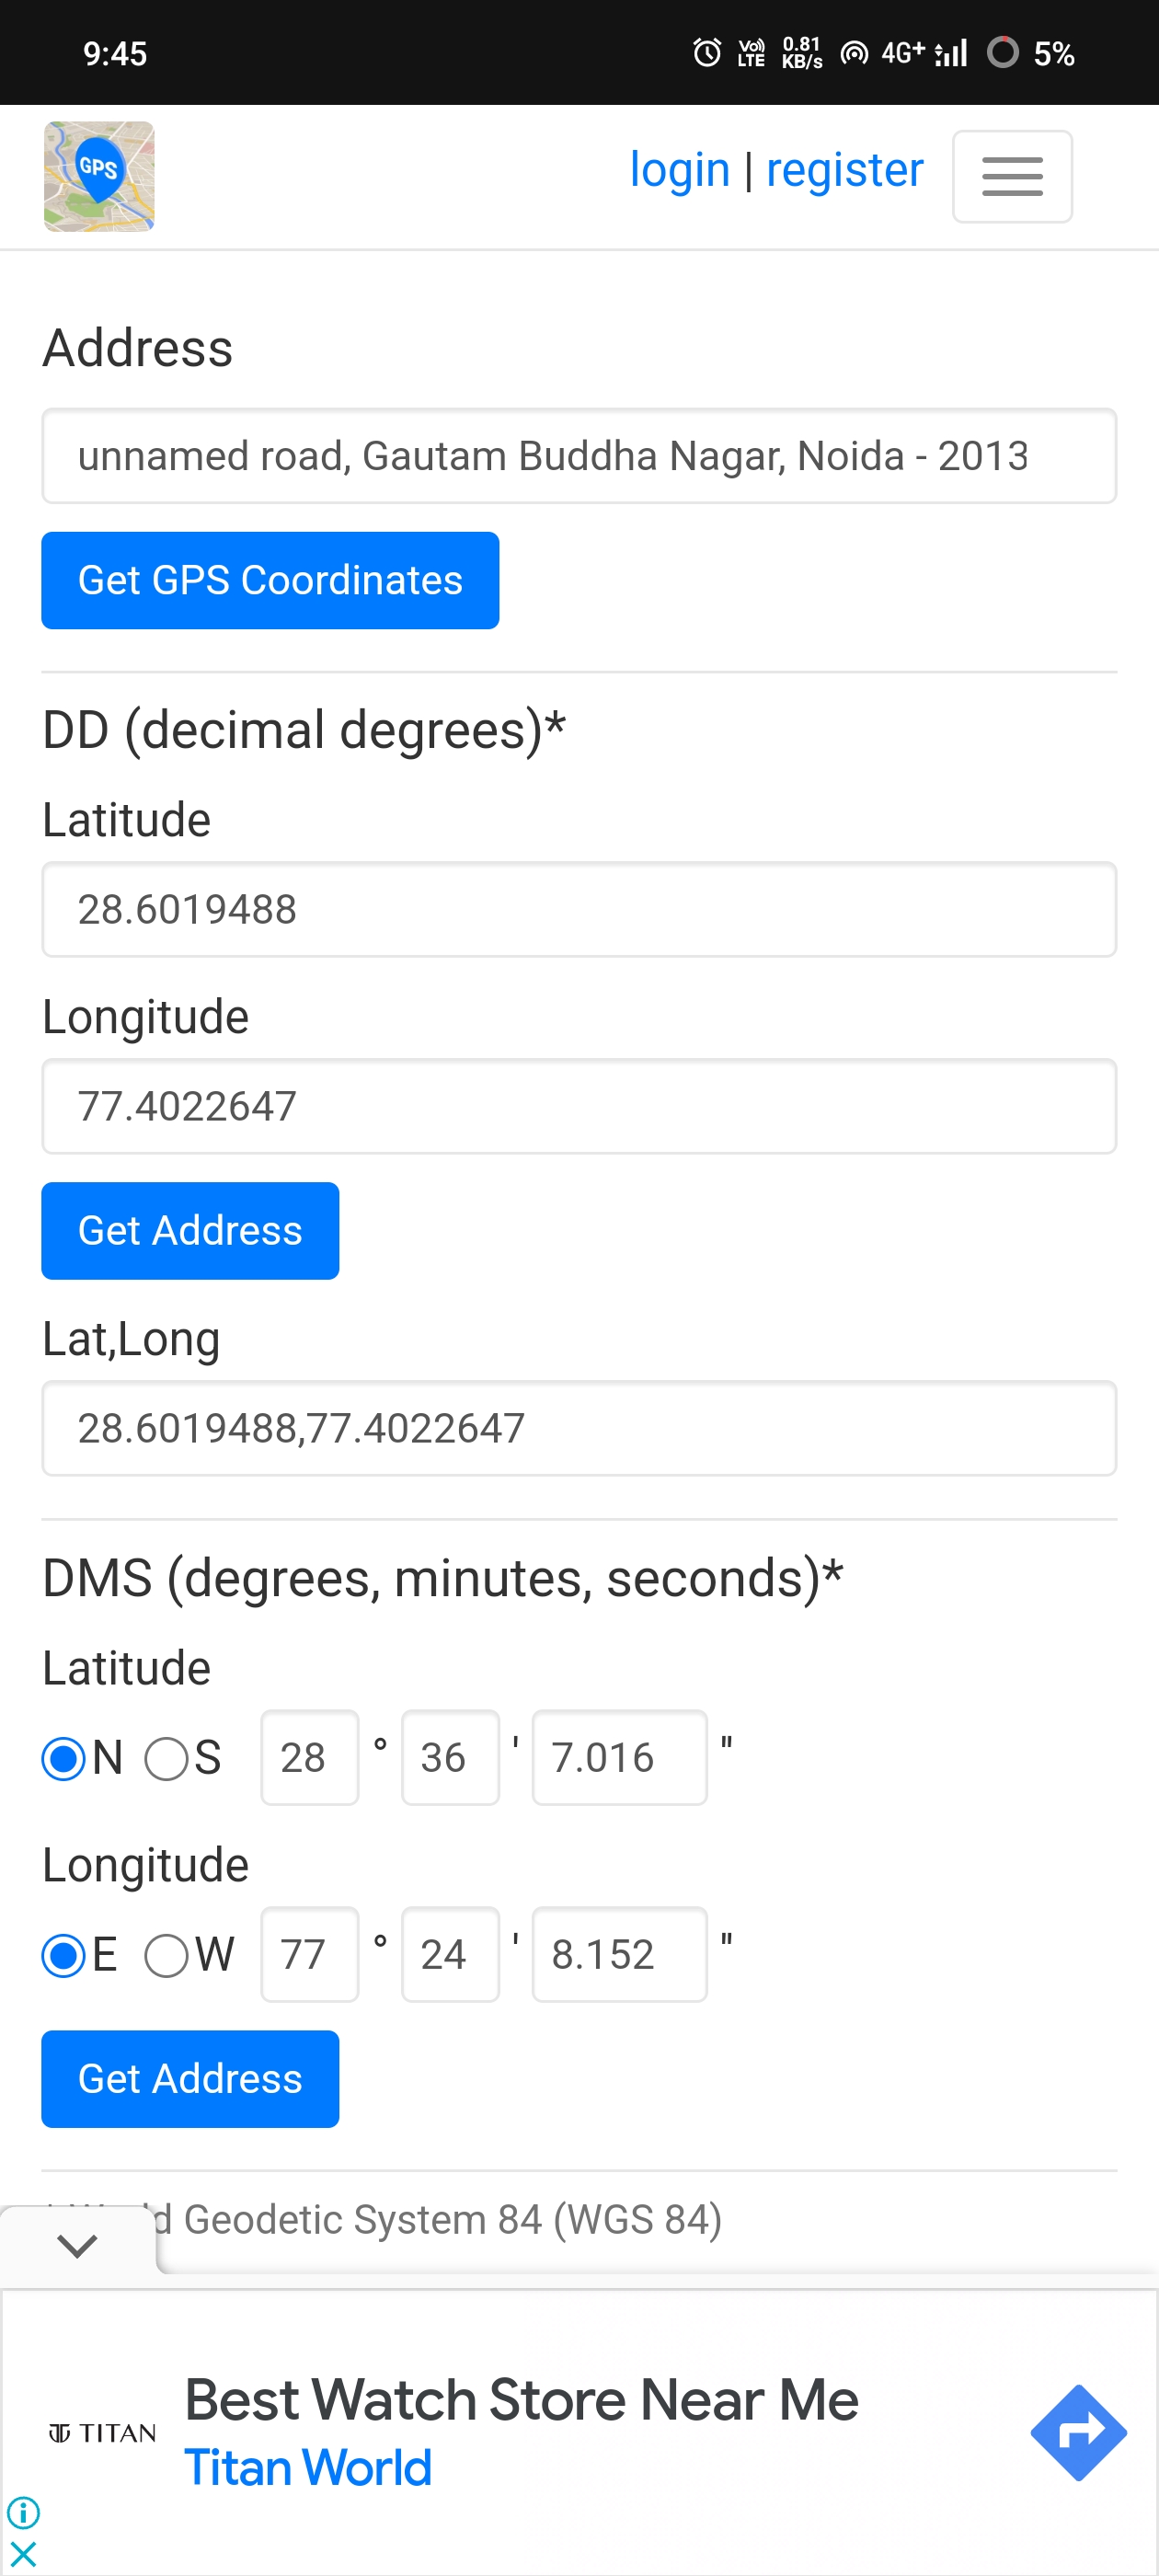 9:45
Vo) LTE 0.81 KB/s 4G+ 5%
GPS
login | register
Address
unnamed road, Gautam Buddha Nagar, Noida - 2013
Get GPS Coordinates
DD (decimal degrees)*
Latitude
28.6019488
Longitude
77.4022647
Get Address
Lat,Long
28.6019488,77.4022647
DMS (degrees, minutes, seconds)*
Latitude
N S 28 ° 36 ' 7.016 "
Longitude
E W 77 ° 24 ' 8.152 "
Get Address
Geodetic System 84 (WGS 84)
Best Watch Store Near Me
TITAN
Titan World